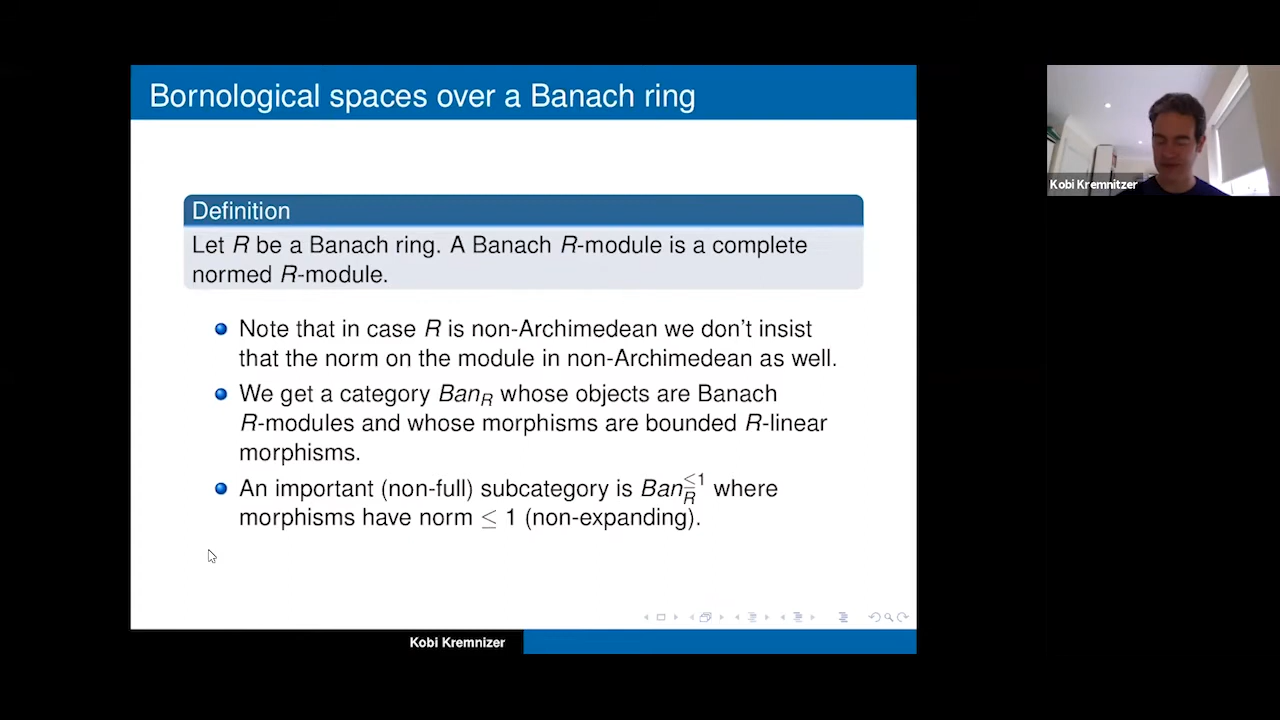 Bornological spaces over a Banach ring
Definition
Let R be a Banach ring. A Banach R-module is a complete
normed R-module.
Note that in case R is non-Archimedean we don't insist
that the norm on the module in non-Archimedean as well.
We get a category Ban_R whose objects are Banach
R-modules and whose morphisms are bounded R-linear
morphisms.
An important (non-full) subcategory is Ban_R^{≤1} where
morphisms have norm ≤ 1 (non-expanding).
Kobi Kremnizer
Kobi Kremnitzer